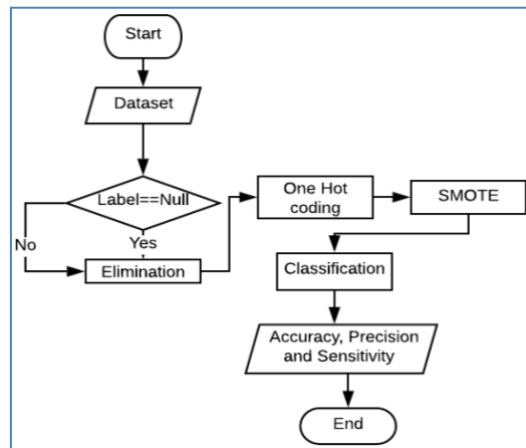 Start
Dataset
Label==Null
No
Yes
Elimination
One Hot
coding
SMOTE
Classification
Accuracy, Precision
and Sensitivity
End